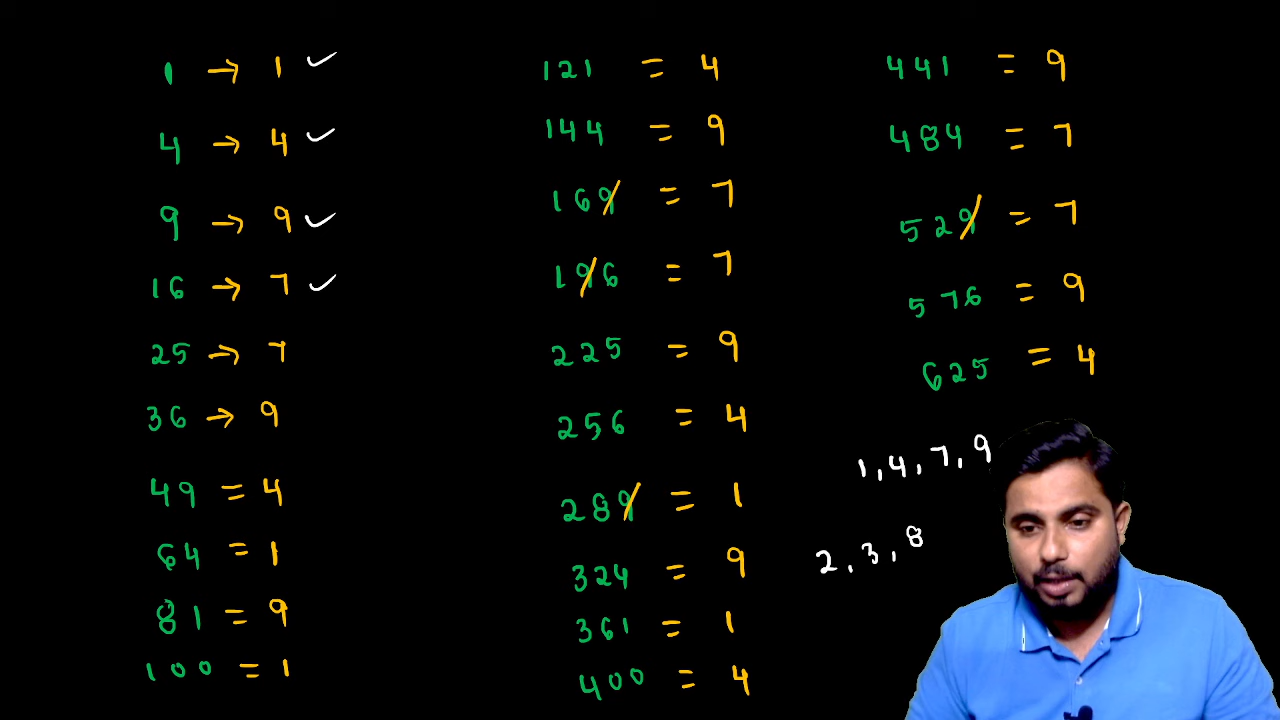 1 → 1 ✓
4 → 4 ✓
9 → 9 ✓
16 → 7 ✓
25 → 7
36 → 9
49 = 4
64 = 1
81 = 9
100 = 1
121 = 4
144 = 9
169 = 7
196 = 7
225 = 9
256 = 4
289 = 1
324 = 9
361 = 1
400 = 4
441 = 9
484 = 7
529 = 7
576 = 9
625 = 4
1, 4, 7, 9
2, 3, 8